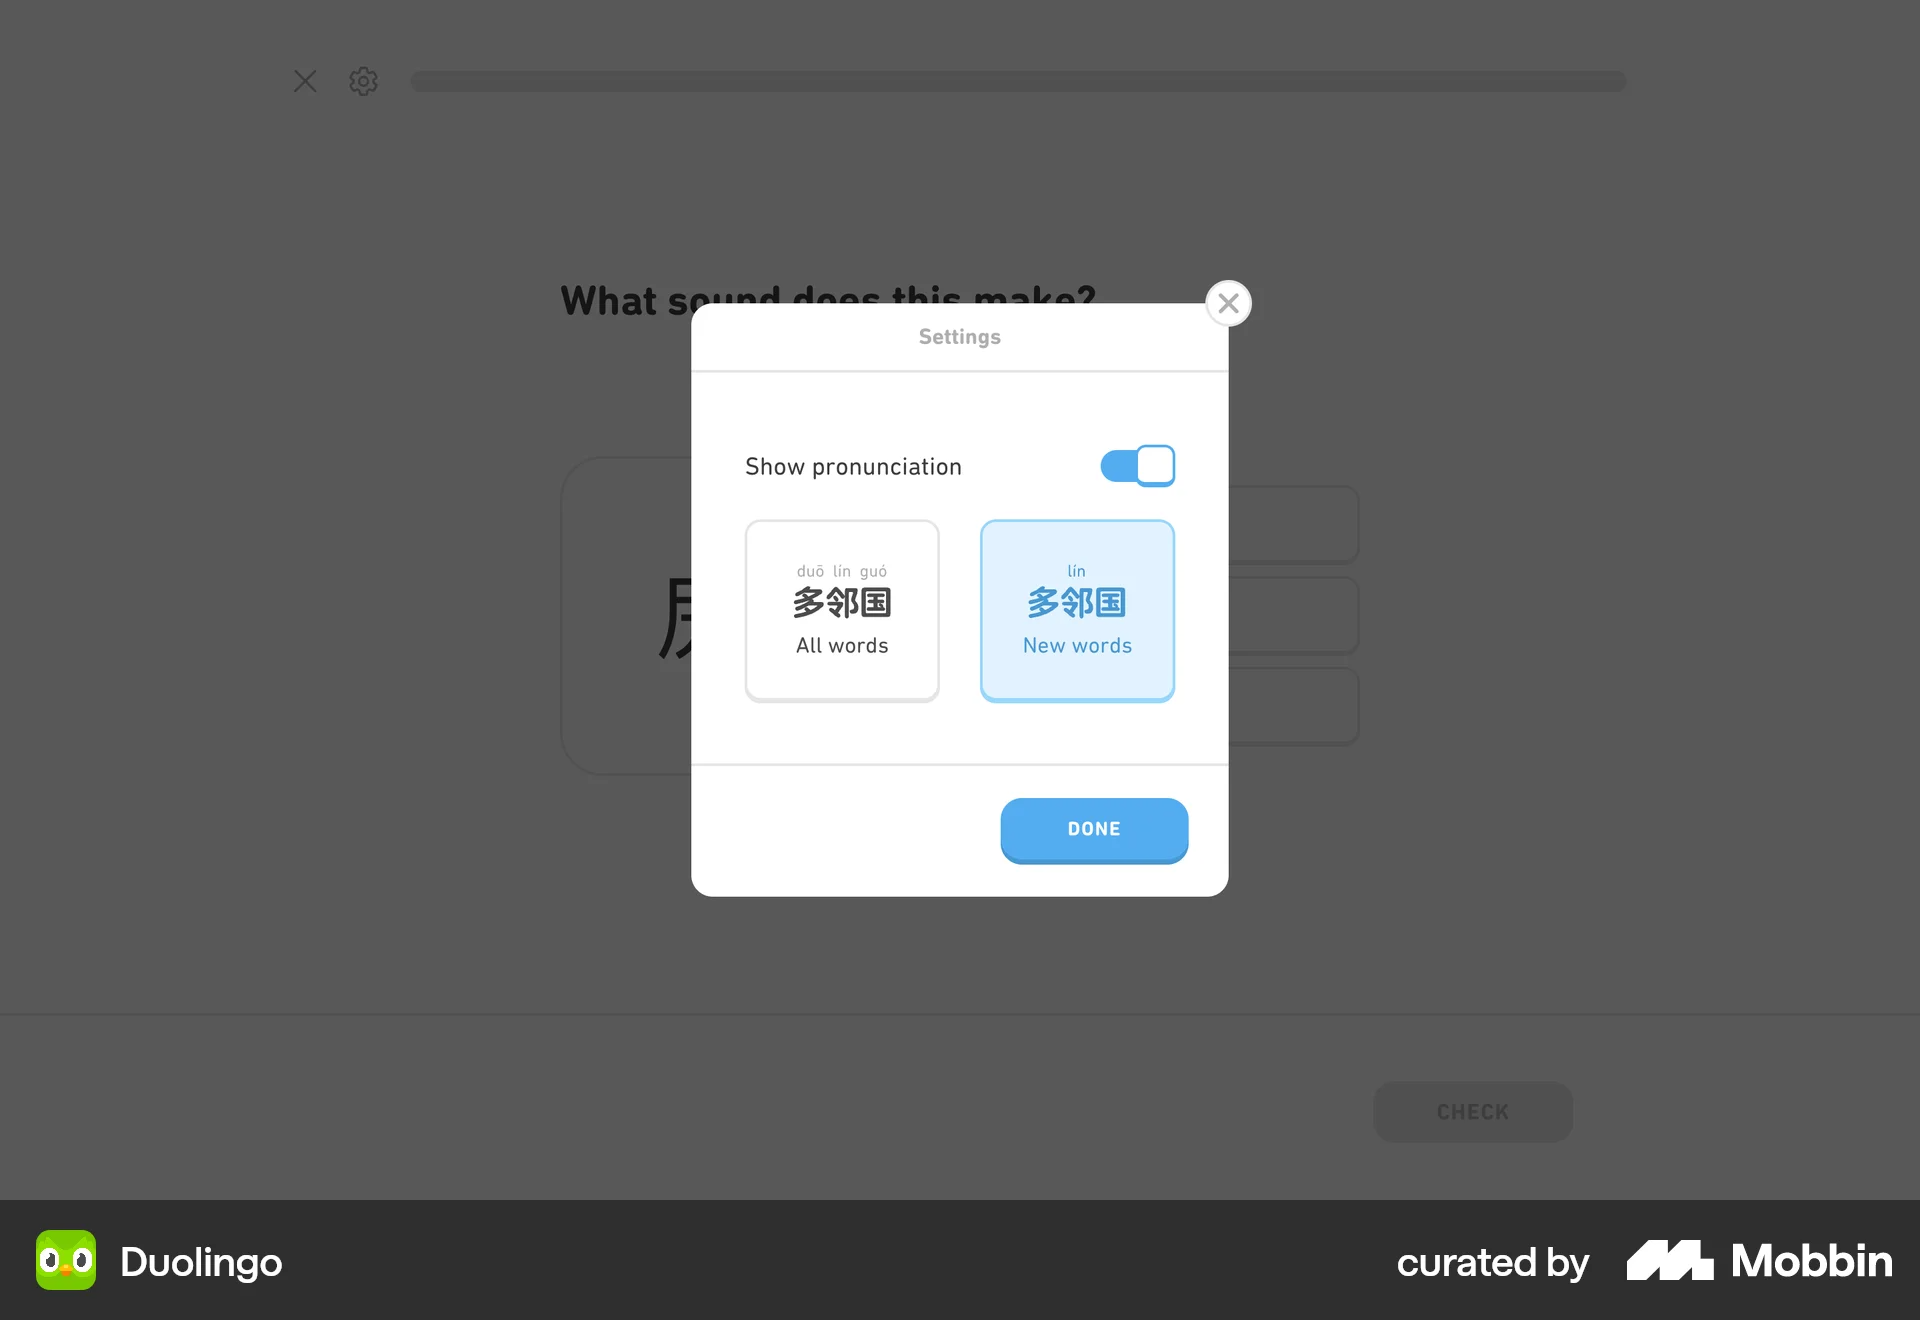 What sound does this make?
Settings
Show pronunciation
duō lín guó
多邻国
All words
lín
多邻国
New words
DONE
CHECK
Duolingo
curated by Mobbin